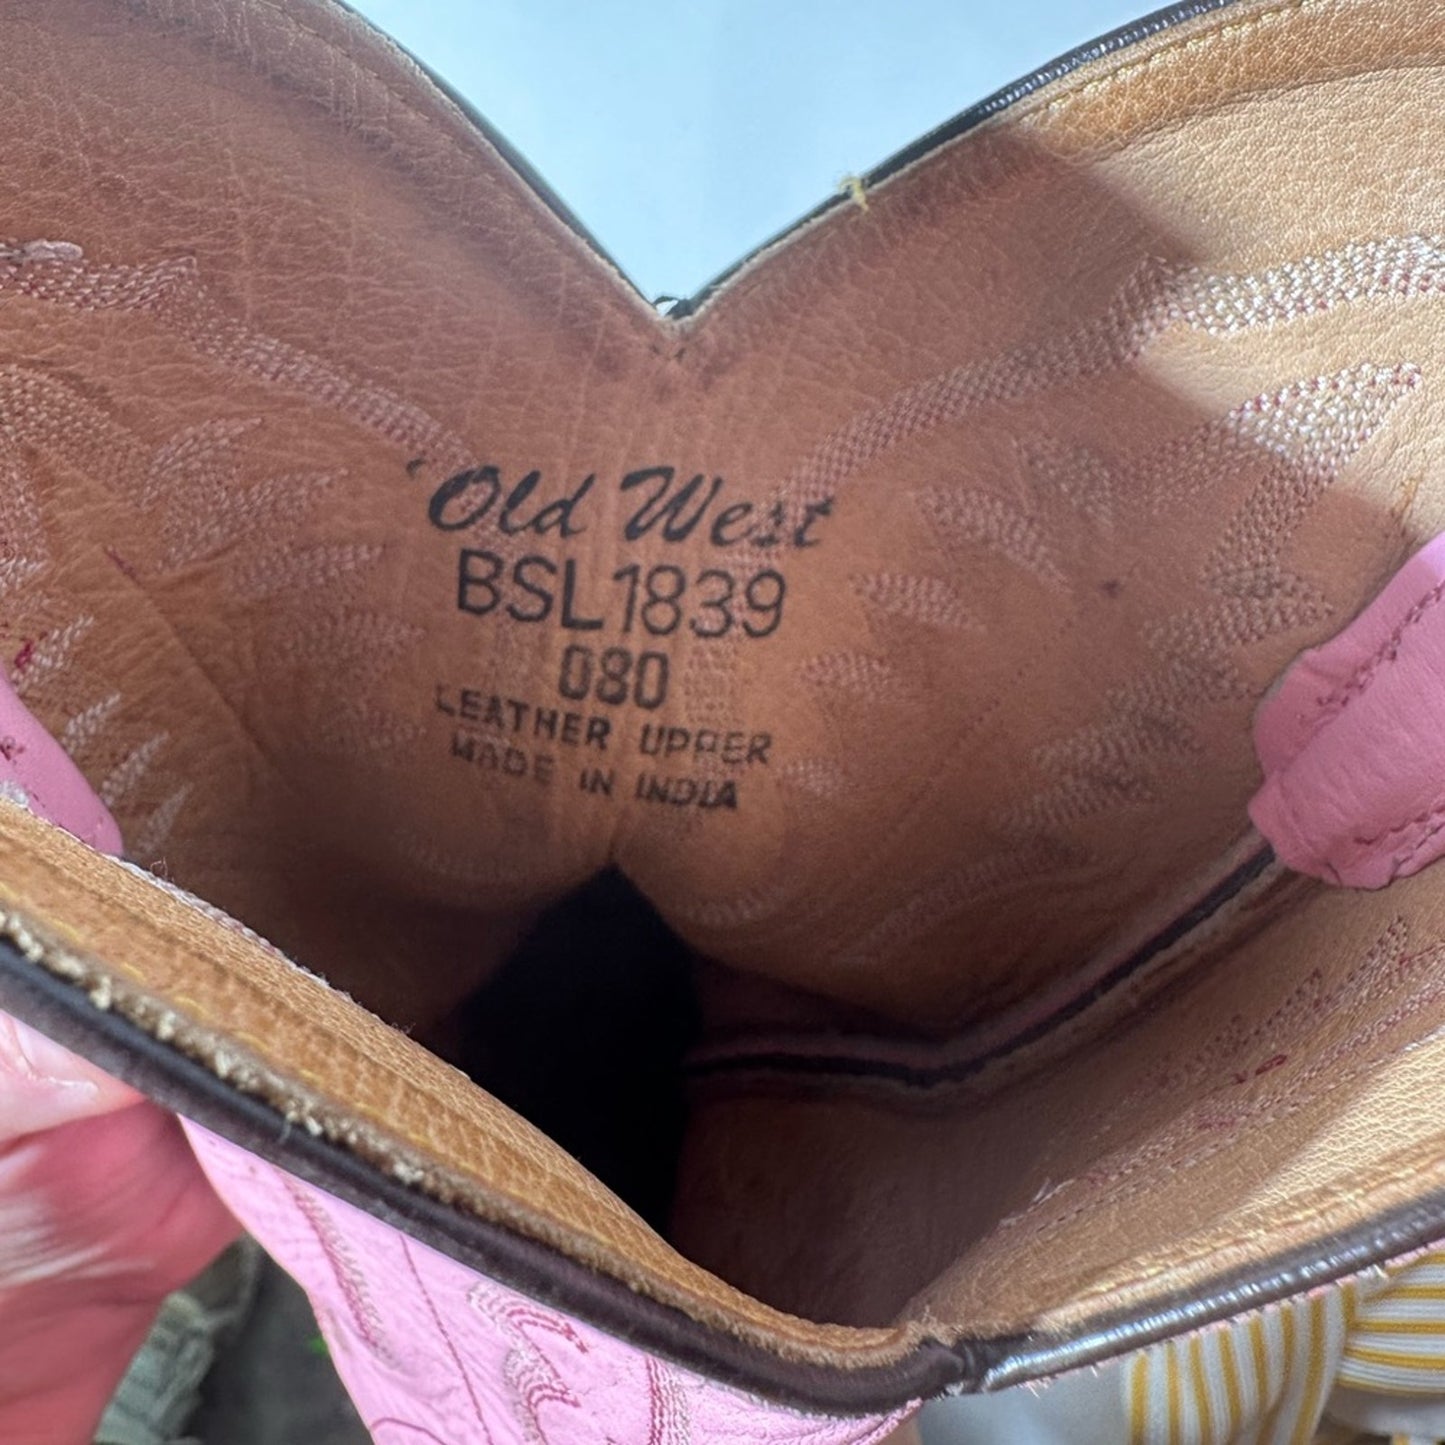 Old West
BSL1839
080
LEATHER UPPER
MADE IN INDIA